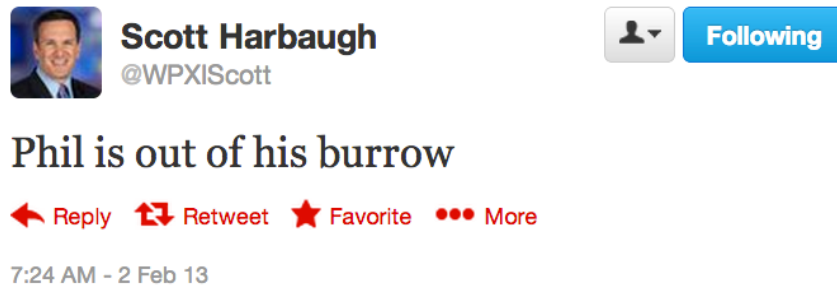 Scott Harbaugh
@WPXIScott
Following
Phil is out of his burrow
Reply Retweet Favorite More
7:24 AM - 2 Feb 13